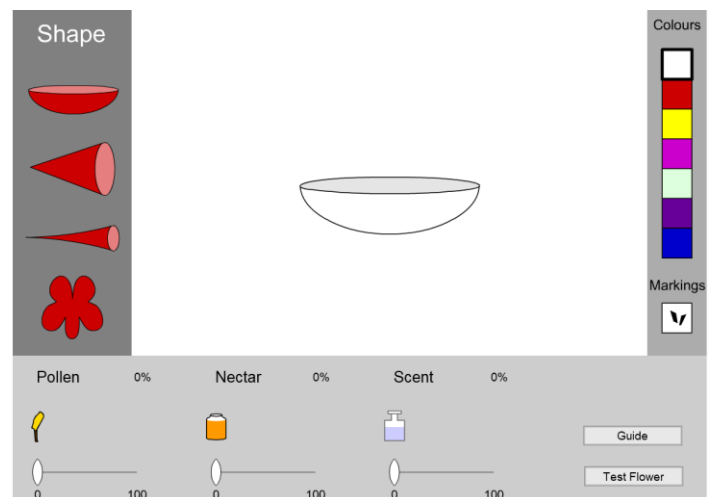 Shape
Colours
Markings
Pollen 0% Nectar 0% Scent 0%
Guide
Test Flower
0 100 0 100 0 100